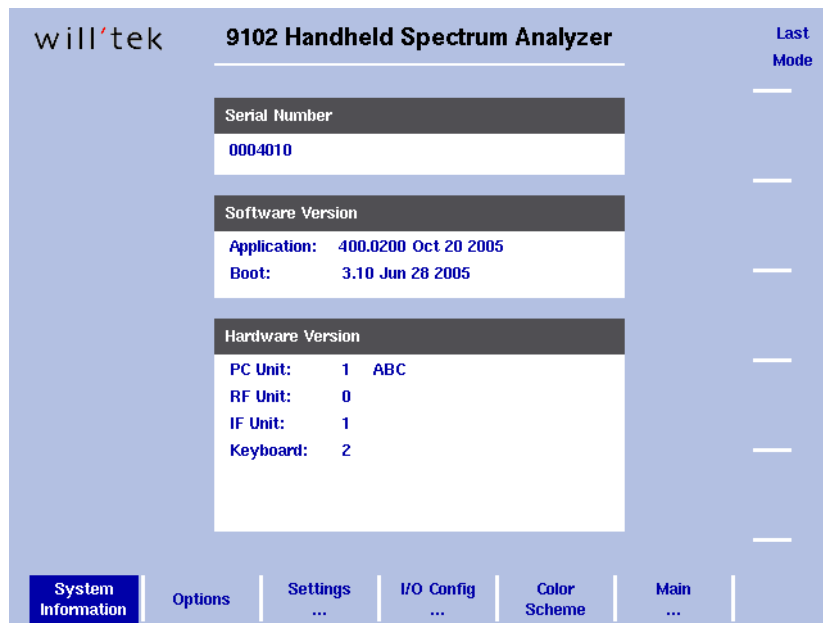 will'tek
9102 Handheld Spectrum Analyzer
Last
Mode
Serial Number
0004010
Software Version
Application: 400.0200 Oct 20 2005
Boot: 3.10 Jun 28 2005
Hardware Version
PC Unit: 1 ABC
RF Unit: 0
IF Unit: 1
Keyboard: 2
System
Information
Options
Settings
...
I/O Config
...
Color
Scheme
Main
...